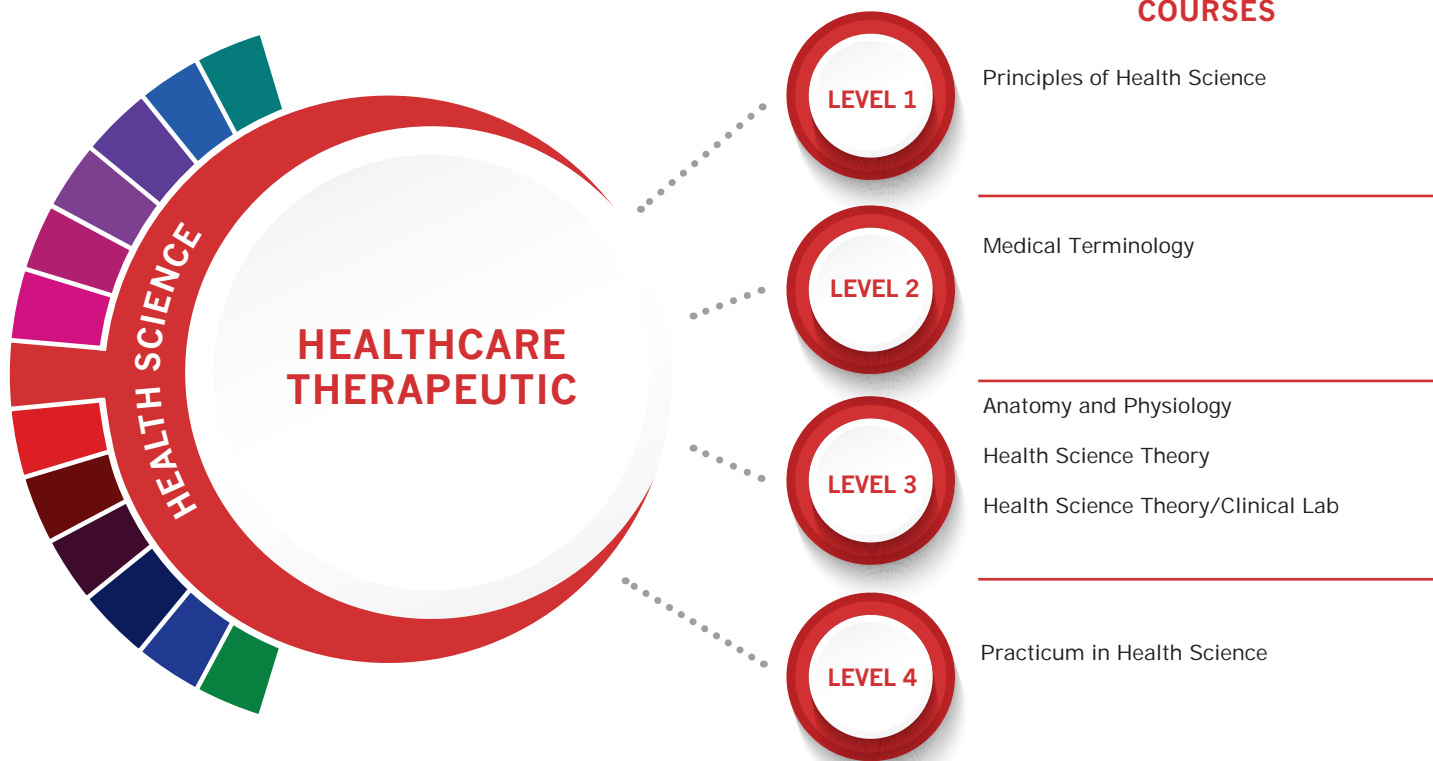 COURSES
HEALTH SCIENCE
HEALTHCARE
THERAPEUTIC
LEVEL 1
Principles of Health Science
LEVEL 2
Medical Terminology
LEVEL 3
Anatomy and Physiology
Health Science Theory
Health Science Theory/Clinical Lab
LEVEL 4
Practicum in Health Science